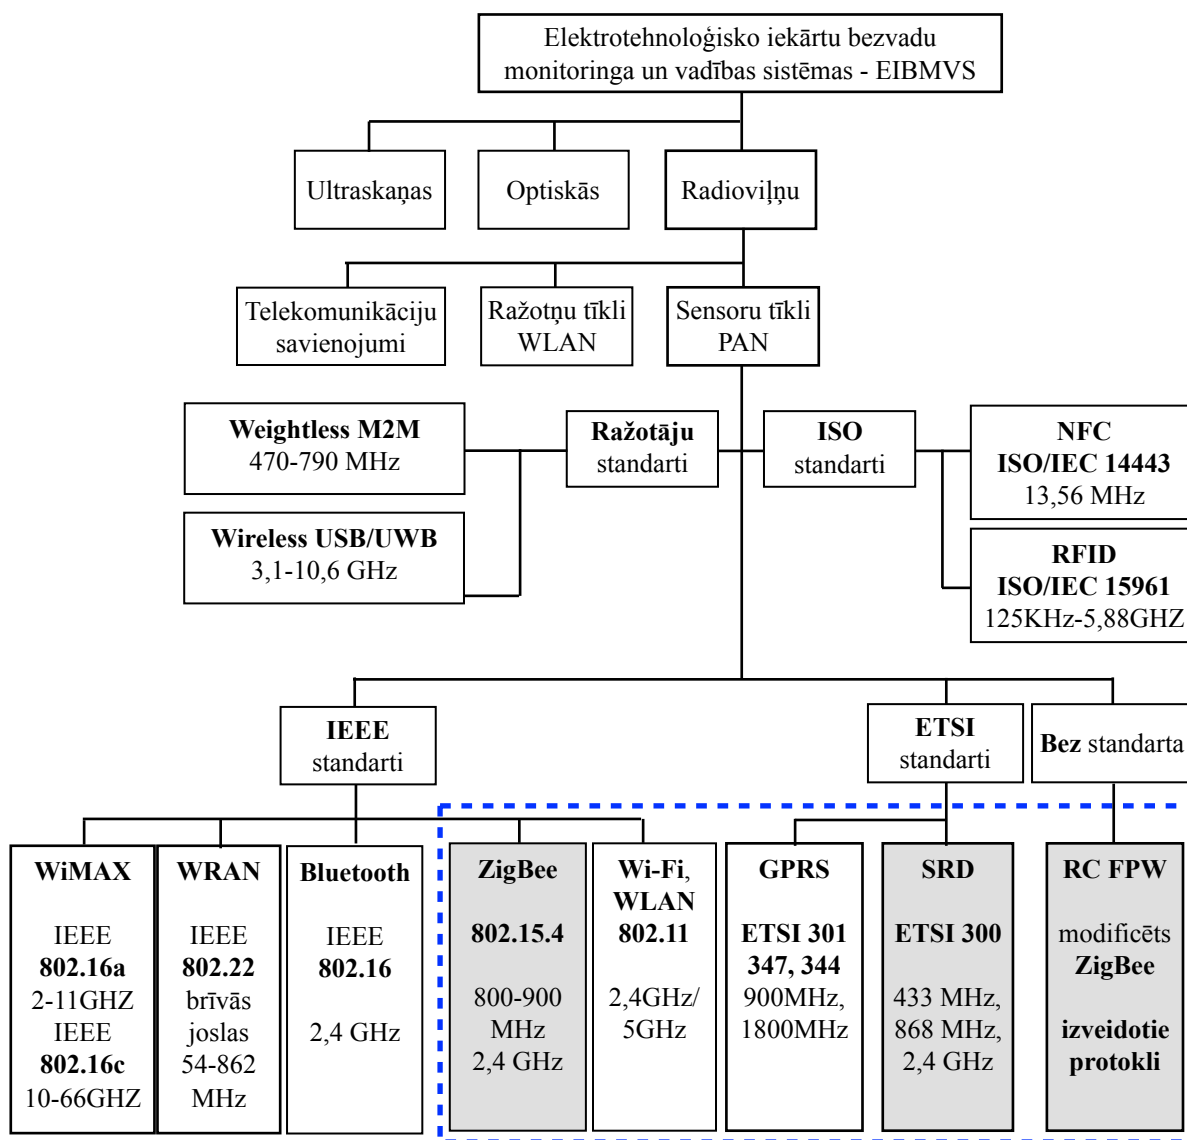 Elektrotehnoloģisko iekārtu bezvadu
monitoringa un vadības sistēmas - EIBMVS
Ultraskaņas
Optiskās
Radioviļņu
Telekomunikāciju
savienojumi
Ražotņu tīkli
WLAN
Sensoru tīkli
PAN
Weightless M2M
470-790 MHz
Ražotāju
standarti
ISO
standarti
NFC
ISO/IEC 14443
13,56 MHz
Wireless USB/UWB
3,1-10,6 GHz
RFID
ISO/IEC 15961
125KHz-5,88GHZ
IEEE
standarti
ETSI
standarti
Bez standarta
WiMAX
IEEE
802.16a
2-11GHZ
IEEE
802.16c
10-66GHZ
WRAN
IEEE
802.22
brīvās
joslas
54-862
MHz
Bluetooth
IEEE
802.16
2,4 GHz
ZigBee
802.15.4
800-900
MHz
2,4 GHz
Wi-Fi,
WLAN
802.11
2,4GHz/
5GHz
GPRS
ETSI 301
347, 344
900MHz,
1800MHz
SRD
ETSI 300
433 MHz,
868 MHz,
2,4 GHz
RC FPW
modificēts
ZigBee
izveidotie
protokli